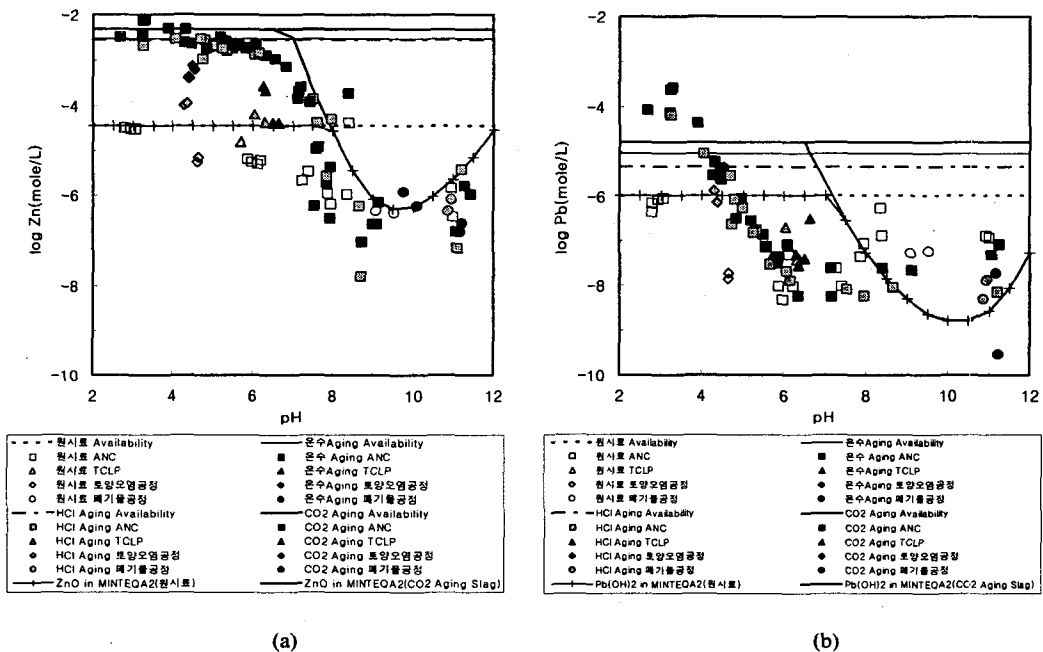 (a)
-2
-4
-6
-8
-10
log Zn(mole/L)
2 4 6 8 10 12
pH
원시료 Availability
원시료 ANC
원시료 TCLP
원시료 토양오염공정
원시료 폐기물공정
HCl Aging Availability
HCl Aging ANC
HCl Aging TCLP
HCl Aging 토양오염공정
HCl Aging 폐기물공정
ZnO in MINTEQA2(원시료)
온수Aging Availability
온수 Aging ANC
온수Aging TCLP
온수Aging 토양오염공정
온수Aging 폐기물공정
CO2 Aging Availability
CO2 Aging ANC
CO2 Aging TCLP
CO2 Aging 토양오염공정
CO2 Aging 폐기물공정
ZnO in MINTEQA2(CO2 Aging Slag)
(a)
(b)
0
-2
-4
-6
-8
-10
log Pb(mole/L)
2 4 6 8 10 12
pH
원시료 Availability
원시료 ANC
원시료 TCLP
원시료 토양오염공정
원시료 폐기물공정
HCl Aging Availability
HCl Aging ANC
HCl Aging TCLP
HCl Aging 토양오염공정
HCl Aging 폐기물공정
Pb(OH)2 in MINTEQA2(원시료)
온수Aging Availability
온수 Aging ANC
온수Aging TCLP
온수Aging 토양오염공정
온수Aging 폐기물공정
CO2 Aging Availability
CO2 Aging ANC
CO2 Aging TCLP
CO2 Aging 토양오염공정
CO2 Aging 폐기물공정
Pb(OH)2 in MINTEQA2(CO2 Aging Slag)
(b)